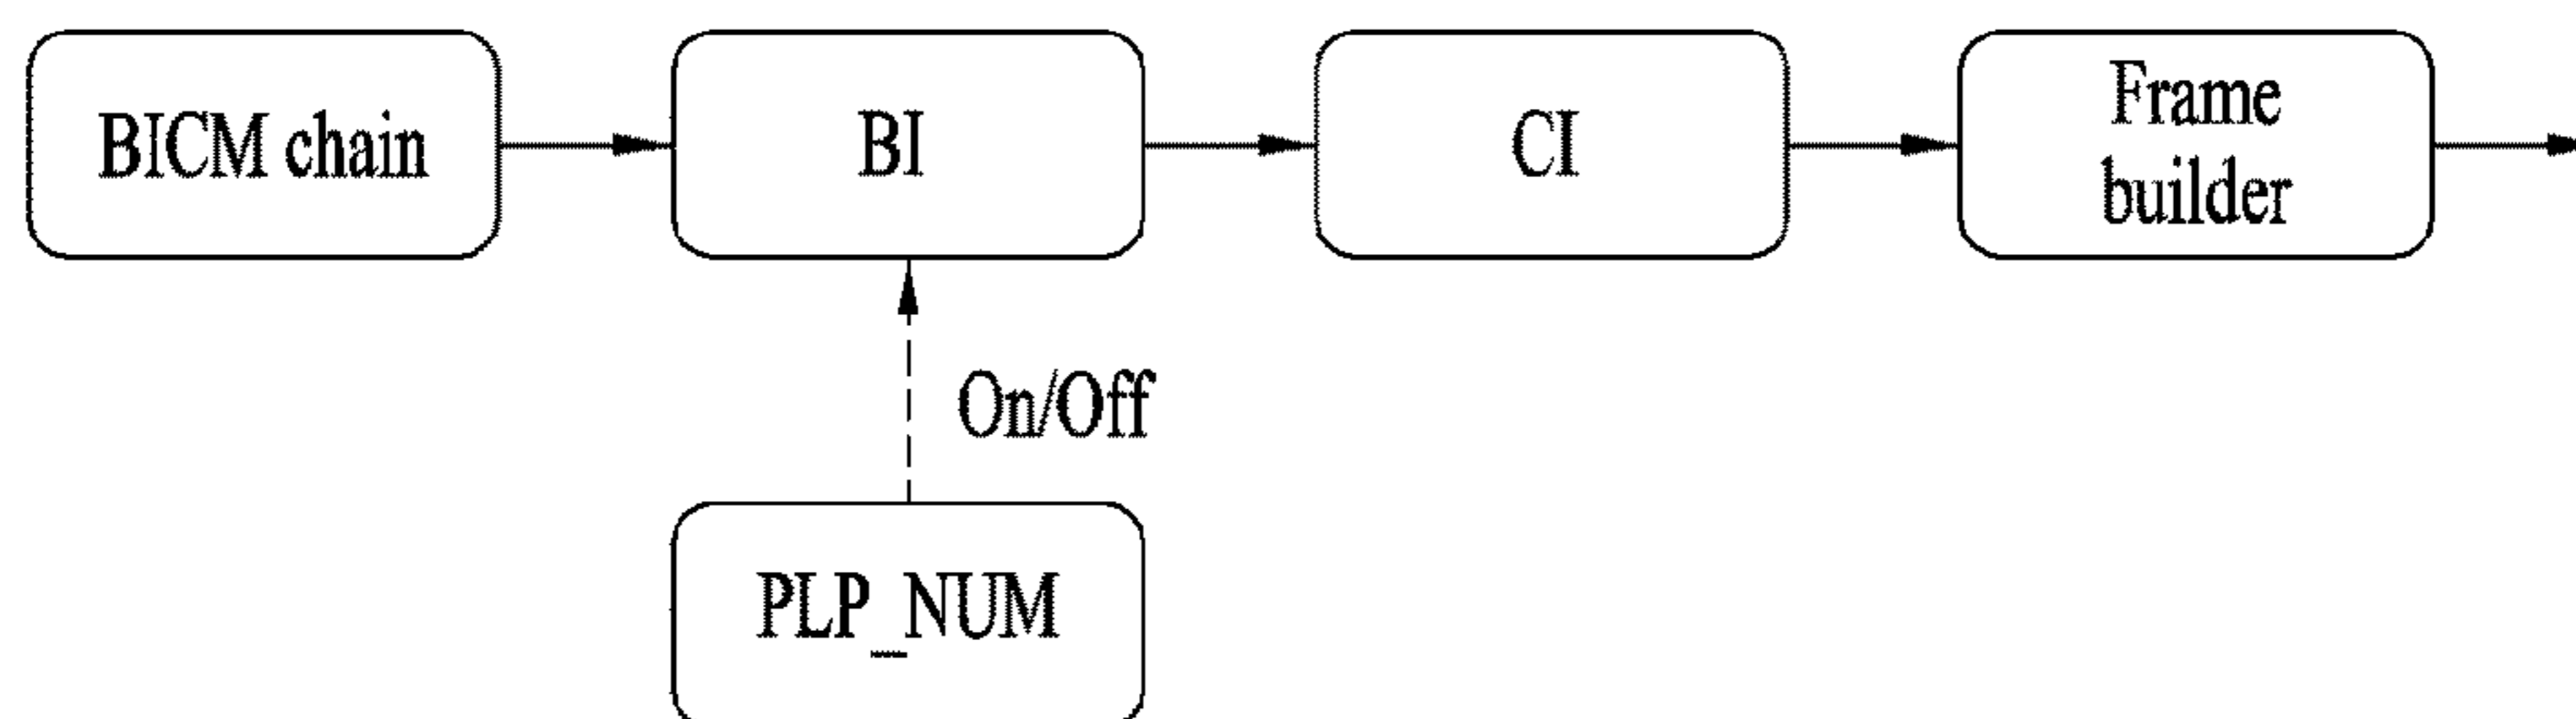 BICM chain
BI
CI
Frame
builder
On/Off
PLP_NUM